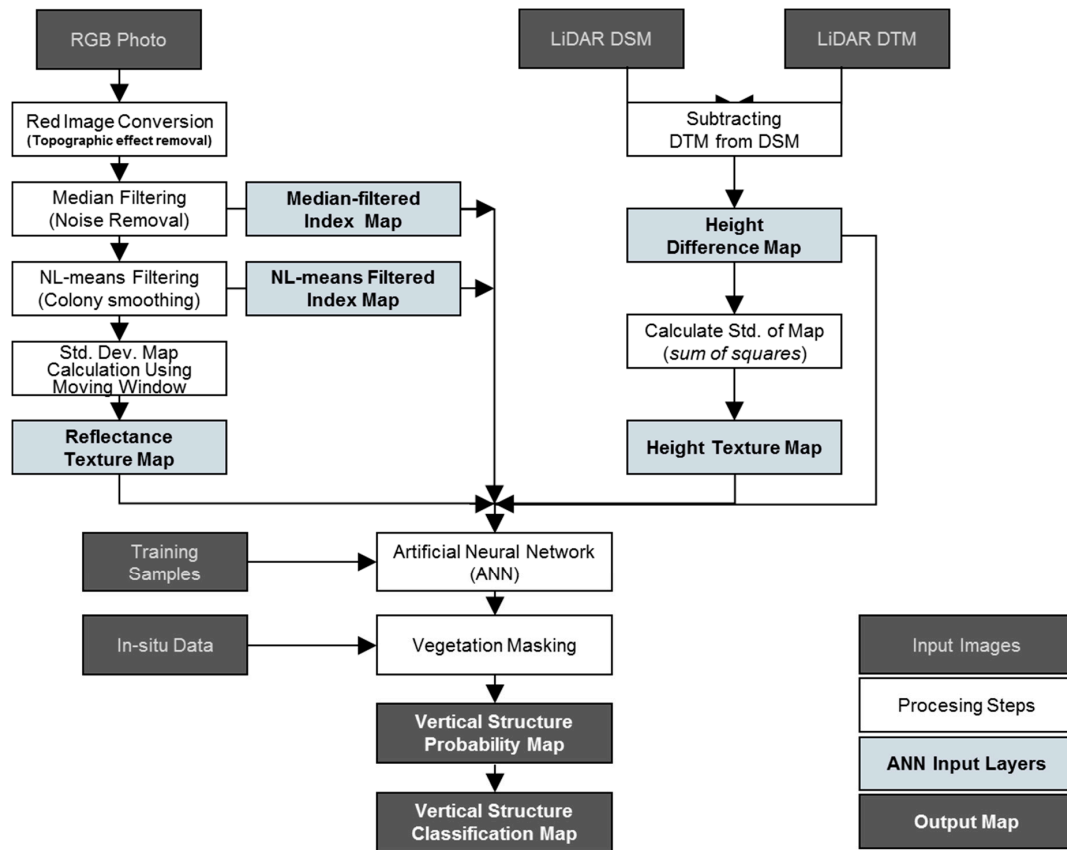 RGB Photo
LiDAR DSM
LiDAR DTM
Red Image Conversion
(Topographic effect removal)
Subtracting
DTM from DSM
Median Filtering
(Noise Removal)
Median-filtered
Index Map
Height
Difference Map
NL-means Filtering
(Colony smoothing)
NL-means Filtered
Index Map
Calculate Std. of Map
(sum of squares)
Std. Dev. Map
Calculation Using
Moving Window
Reflectance
Texture Map
Height Texture Map
Training
Samples
Artificial Neural Network
(ANN)
In-situ Data
Vegetation Masking
Vertical Structure
Probability Map
Vertical Structure
Classification Map
Input Images
Procesing Steps
ANN Input Layers
Output Map